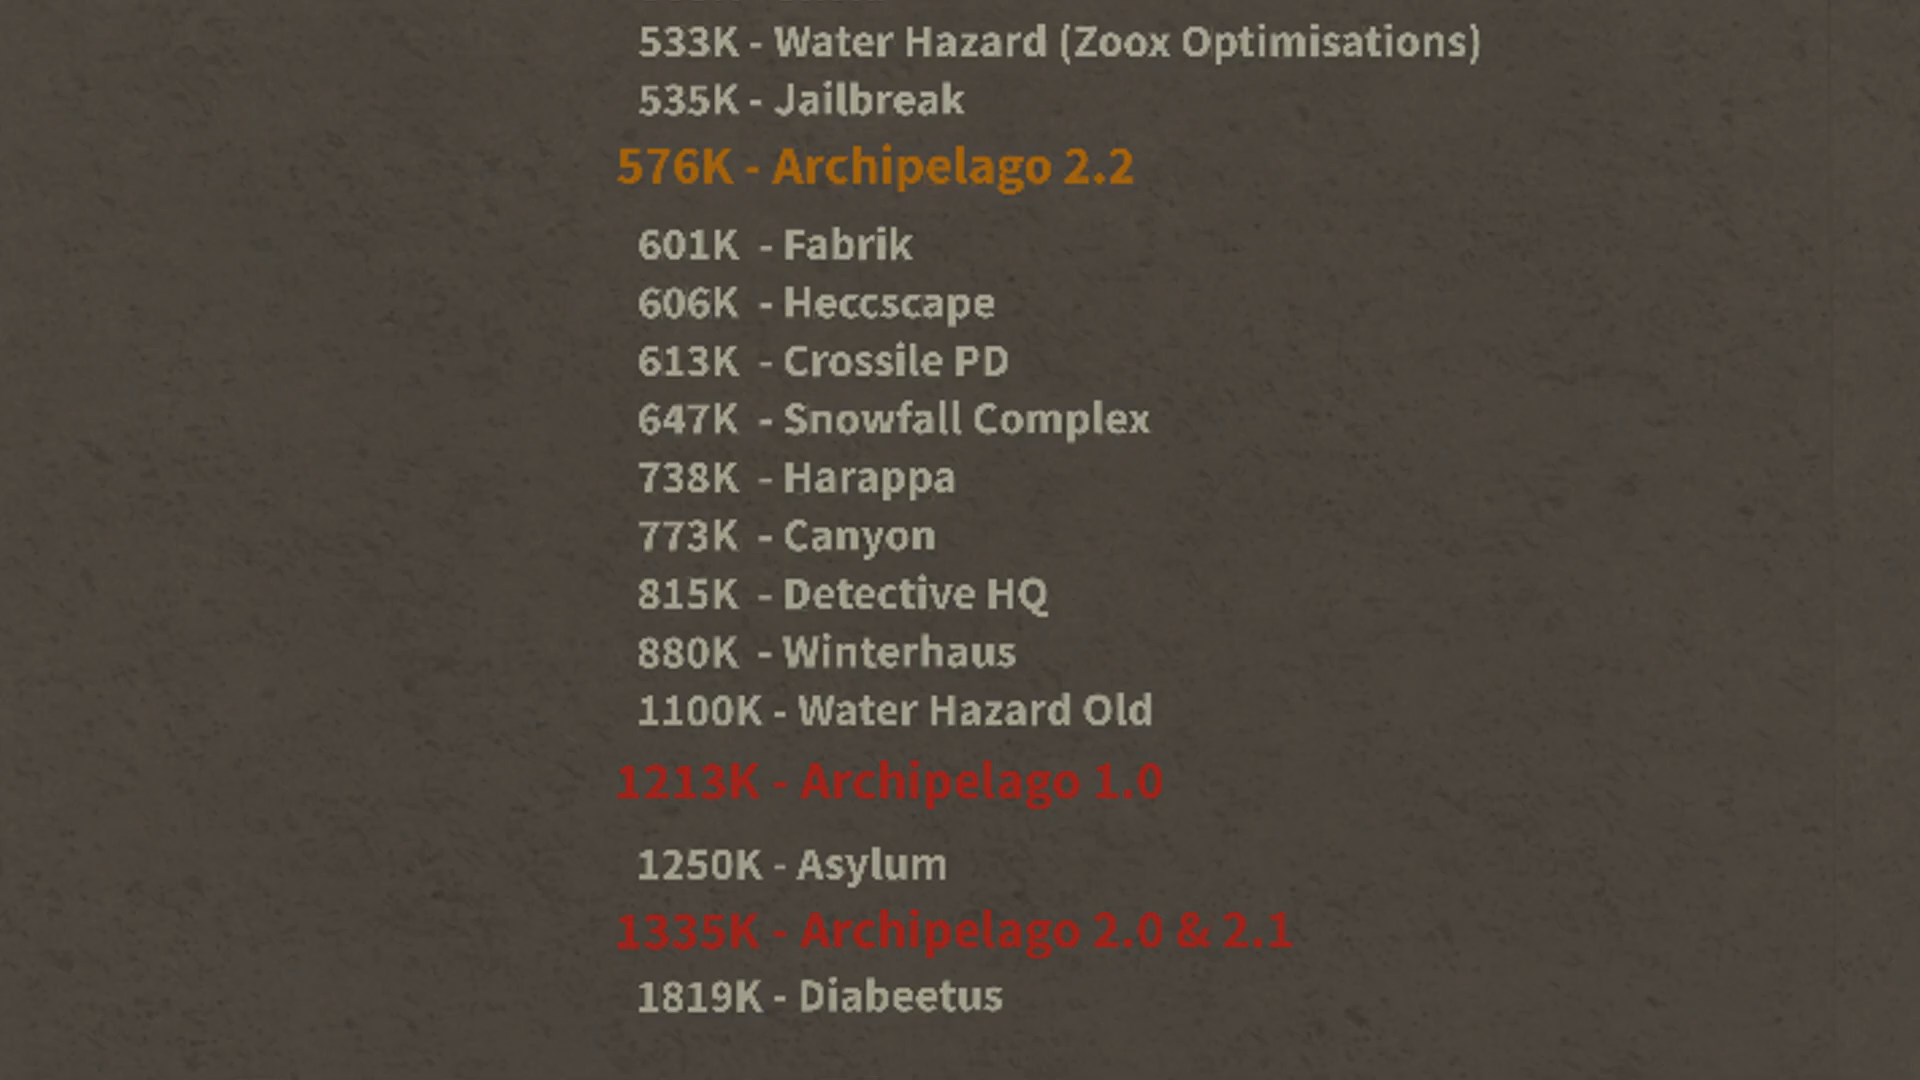 533K - Water Hazard (Zoox Optimisations)
535K - Jailbreak
576K - Archipelago 2.2
601K - Fabrik
606K - Heccscape
613K - Crossile PD
647K - Snowfall Complex
738K - Harappa
773K - Canyon
815K - Detective HQ
880K - Winterhaus
1100K - Water Hazard Old
1213K - Archipelago 1.0
1250K - Asylum
1335K - Archipelago 2.0 & 2.1
1819K - Diabeetus